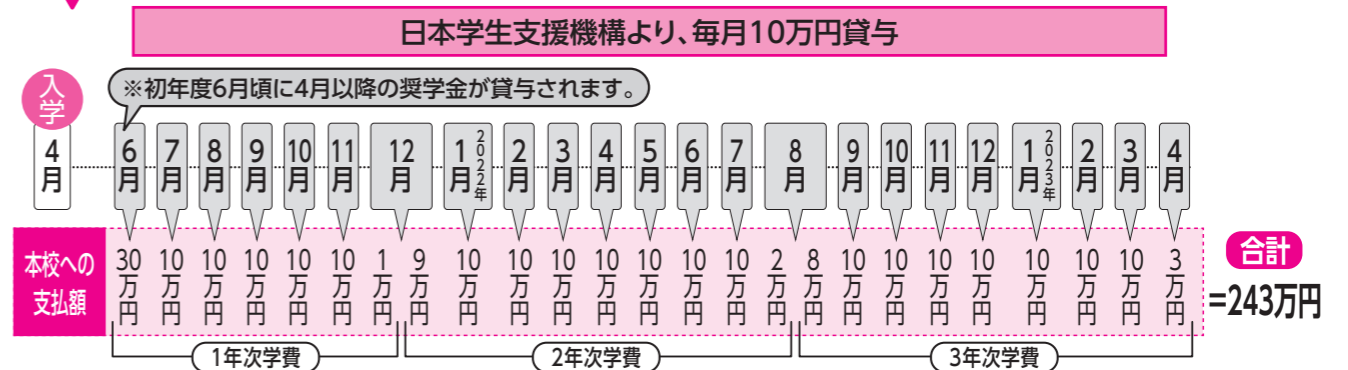 日本学生支援機構より、毎月10万円貸与
入学
※初年度6月頃に4月以降の奨学金が貸与されます。
4月 6月 7月 8月 9月 10月 11月 12月 1月 2022年 2月 3月 4月 5月 6月 7月 8月 9月 10月 11月 12月 1月 2023年 2月 3月 4月
本校への支払額
30万円 10万円 10万円 10万円 10万円 10万円 1万円 9万円 10万円 10万円 10万円 10万円 10万円 10万円 10万円 2万円 8万円 10万円 10万円 10万円 10万円 10万円 10万円 10万円 3万円
合計
=243万円
1年次学費 2年次学費 3年次学費